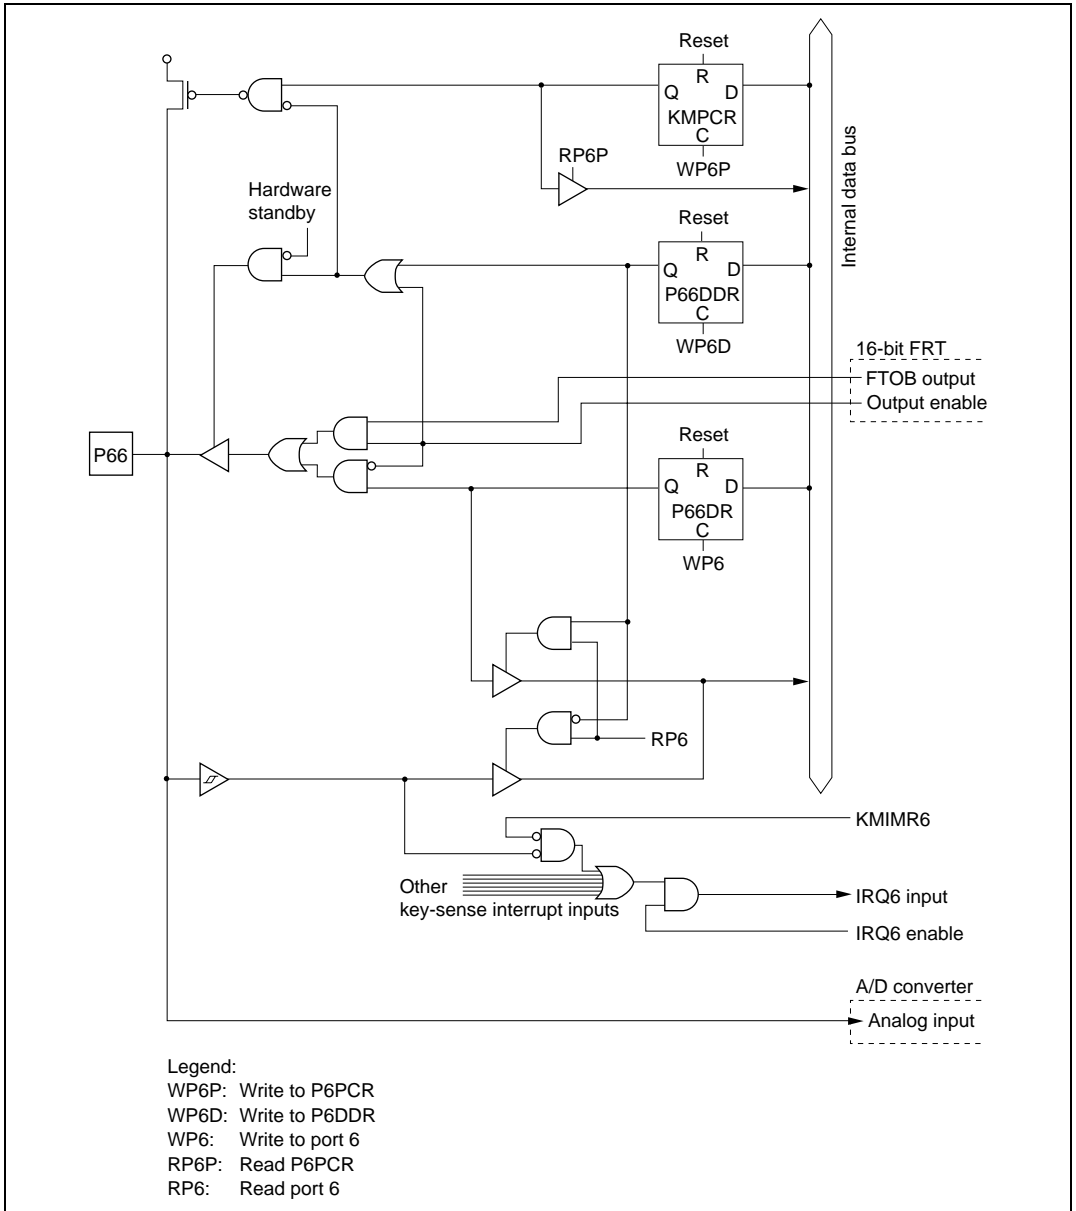 Reset
R
Q D
KMPCR
C
WP6P
RP6P
Hardware
standby
Internal data bus
Reset
R
Q D
P66DDR
C
WP6D
16-bit FRT
FTOB output
Output enable
Reset
P66
R
Q D
P66DR
C
WP6
RP6
KMIMR6
Other
key-sense interrupt inputs
IRQ6 input
IRQ6 enable
A/D converter
Analog input
Legend:
WP6P: Write to P6PCR
WP6D: Write to P6DDR
WP6: Write to port 6
RP6P: Read P6PCR
RP6: Read port 6